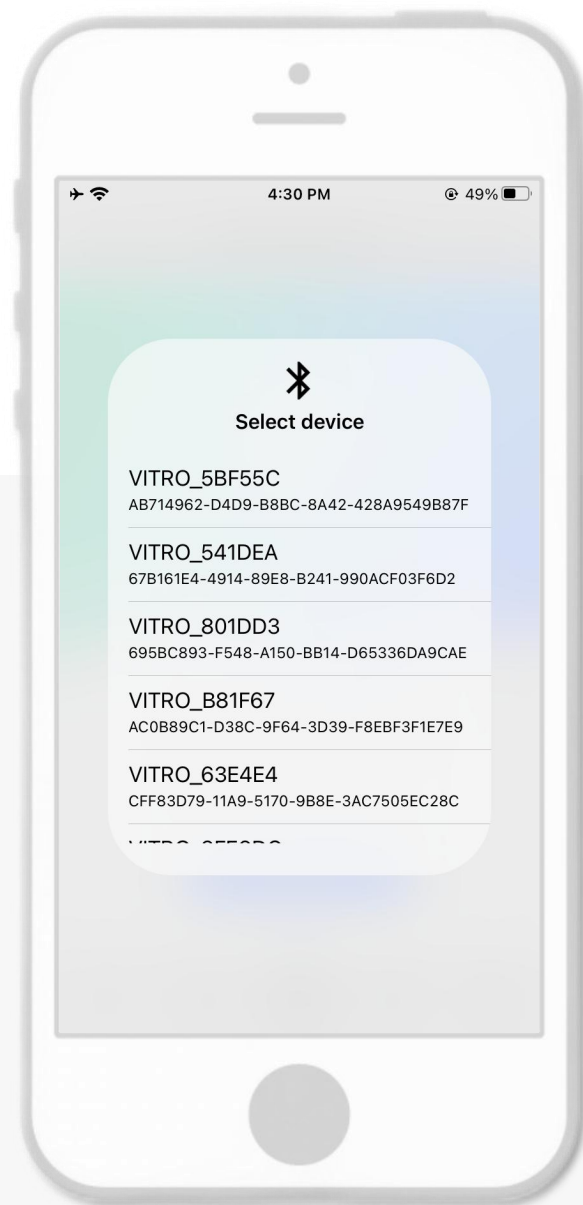 4:30 PM
49%
Select device
VITRO_5BF55C
AB714962-D4D9-B8BC-8A42-428A9549B87F
VITRO_541DEA
67B161E4-4914-89E8-B241-990ACF03F6D2
VITRO_801DD3
695BC893-F548-A150-BB14-D65336DA9CAE
VITRO_B81F67
AC0B89C1-D38C-9F64-3D39-F8EBF3F1E7E9
VITRO_63E4E4
CFF83D79-11A9-5170-9B8E-3AC7505EC28C